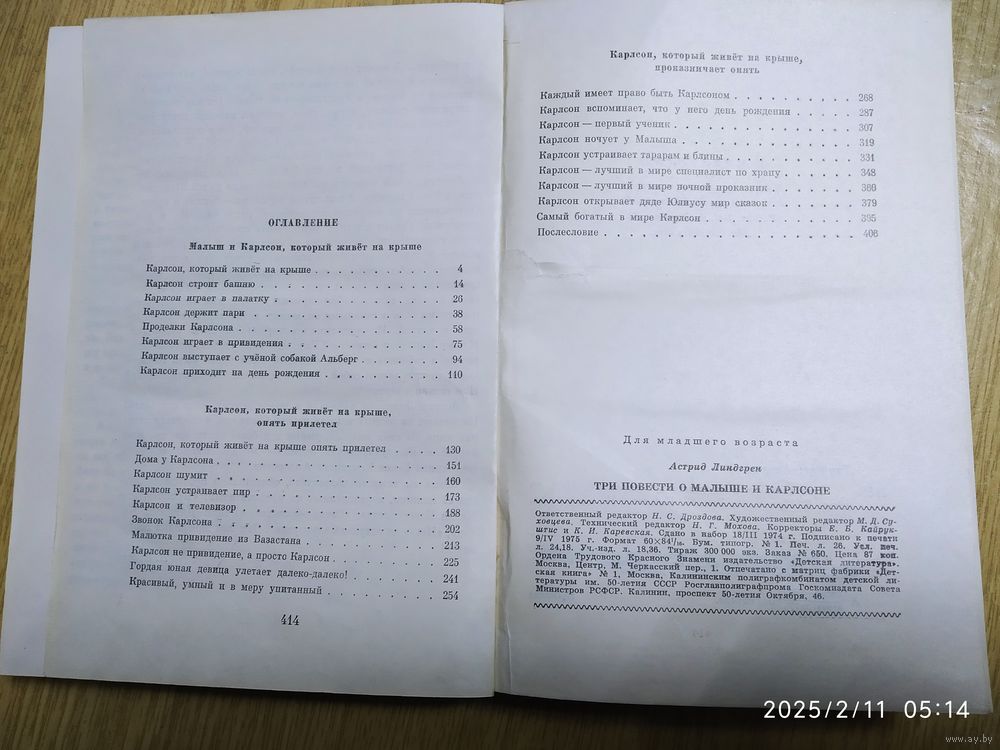 ОГЛАВЛЕНИЕ
Малыш и Карлсон, который живёт на крыше
Карлсон, который живёт на крыше . . . . . . . . . . 4
Карлсон строит башню . . . . . . . . . . . . . 14
Карлсон играет в палатку . . . . . . . . . . . . 26
Карлсон держит пари . . . . . . . . . . . . . 38
Проделки Карлсона . . . . . . . . . . . . . . 58
Карлсон играет в привидения . . . . . . . . . . . 75
Карлсон выступает с учёной собакой Альберг . . . . . . . 94
Карлсон приходит на день рождения . . . . . . . . . 110
Карлсон, который живёт на крыше,
опять прилетел
Карлсон, который живёт на крыше опять прилетел . . . . 130
Дома у Карлсона . . . . . . . . . . . . . . . 151
Карлсон шумит . . . . . . . . . . . . . . . 160
Карлсон устраивает пир . . . . . . . . . . . . . 173
Карлсон и телевизор . . . . . . . . . . . . . . 188
Звонок Карлсона . . . . . . . . . . . . . . . 202
Малютка привидение из Вазастана . . . . . . . . . . 213
Карлсон не привидение, а просто Карлсон . . . . . . . . 225
Гордая юная девица улетает далеко-далеко! . . . . . . . 241
Красивый, умный и в меру упитанный . . . . . . . . . 254
414
Карлсон, который живёт на крыше,
проказничает опять
Каждый имеет право быть Карлсоном . . . . . . . . . 268
Карлсон вспоминает, что у него день рождения . . . . . 287
Карлсон — первый ученик . . . . . . . . . . . . . 307
Карлсон ночует у Малыша . . . . . . . . . . . . 319
Карлсон устраивает тарарам и блины . . . . . . . . . 331
Карлсон — лучший в мире специалист по храпу . . . . . . 348
Карлсон — лучший в мире ночной проказник . . . . . . . 360
Карлсон открывает дяде Юлиусу мир сказок . . . . . . . 379
Самый богатый в мире Карлсон . . . . . . . . . . . 395
Послесловие . . . . . . . . . . . . . . . . . 406
Для младшего возраста
Астрид Линдгрен
ТРИ ПОВЕСТИ О МАЛЫШЕ И КАРЛСОНЕ
Ответственный редактор Н. С. Дроздова. Художественный редактор М. Д. Су-
ховцева. Технический редактор Н. Г. Мохова. Корректоры Е. Б. Кайрук-
штис и К. И. Каревская. Сдано в набор 18/III 1974 г. Подписано к печати
9/IV 1975 г. Формат 60×84¹/₁₆. Бум. типогр. № 1. Печ. л. 26. Усл. печ.
л. 24,18. Уч.-изд. л. 18,36. Тираж 300 000 экз. Заказ № 650. Цена 87 коп.
Ордена Трудового Красного Знамени издательство «Детская литература».
Москва, Центр, М. Черкасский пер., 1. Отпечатано с матриц фабрики «Дет-
ская книга» № 1, Москва, Калининским полиграфкомбинатом детской ли-
тературы им. 50-летия СССР Росглавполиграфпрома Госкомиздата Совета
Министров РСФСР. Калинин, проспект 50-летия Октября, 46.
2025/2/11 05:14
www.ay.by